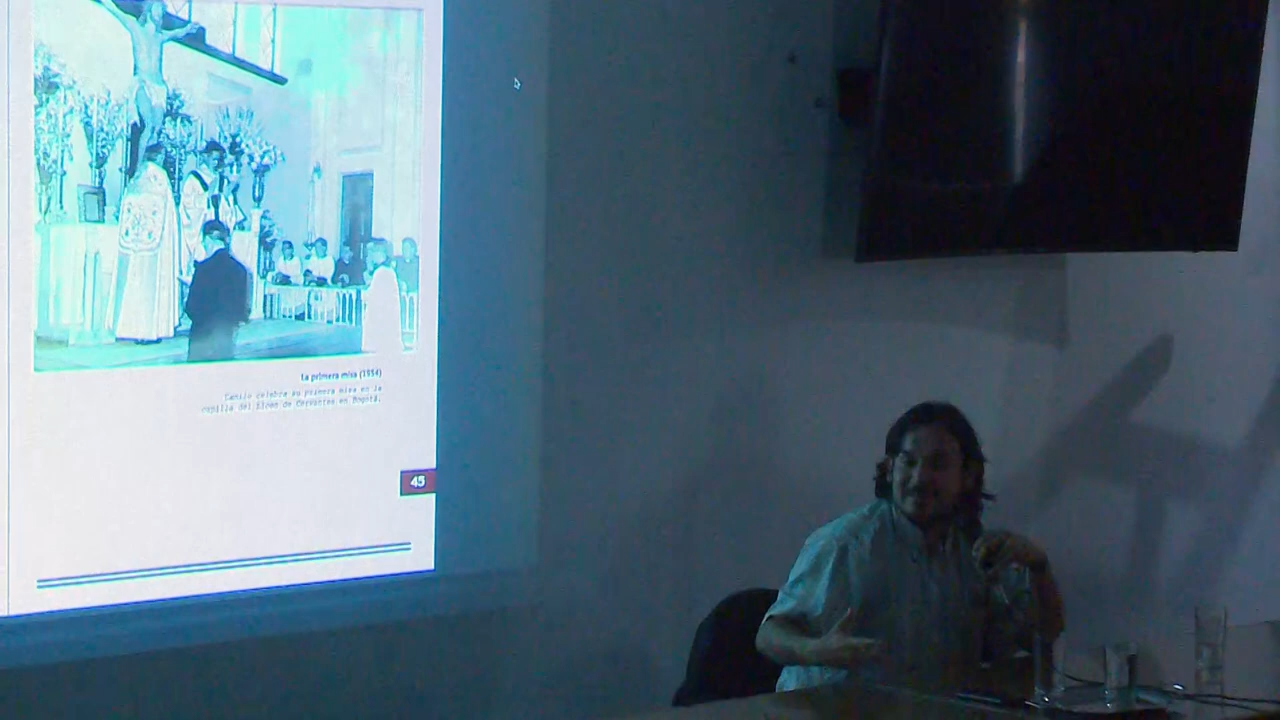 La primera misa (1954)
Camilo celebra su primera misa en la
capilla del Liceo de Cervantes en Bogotá.
45